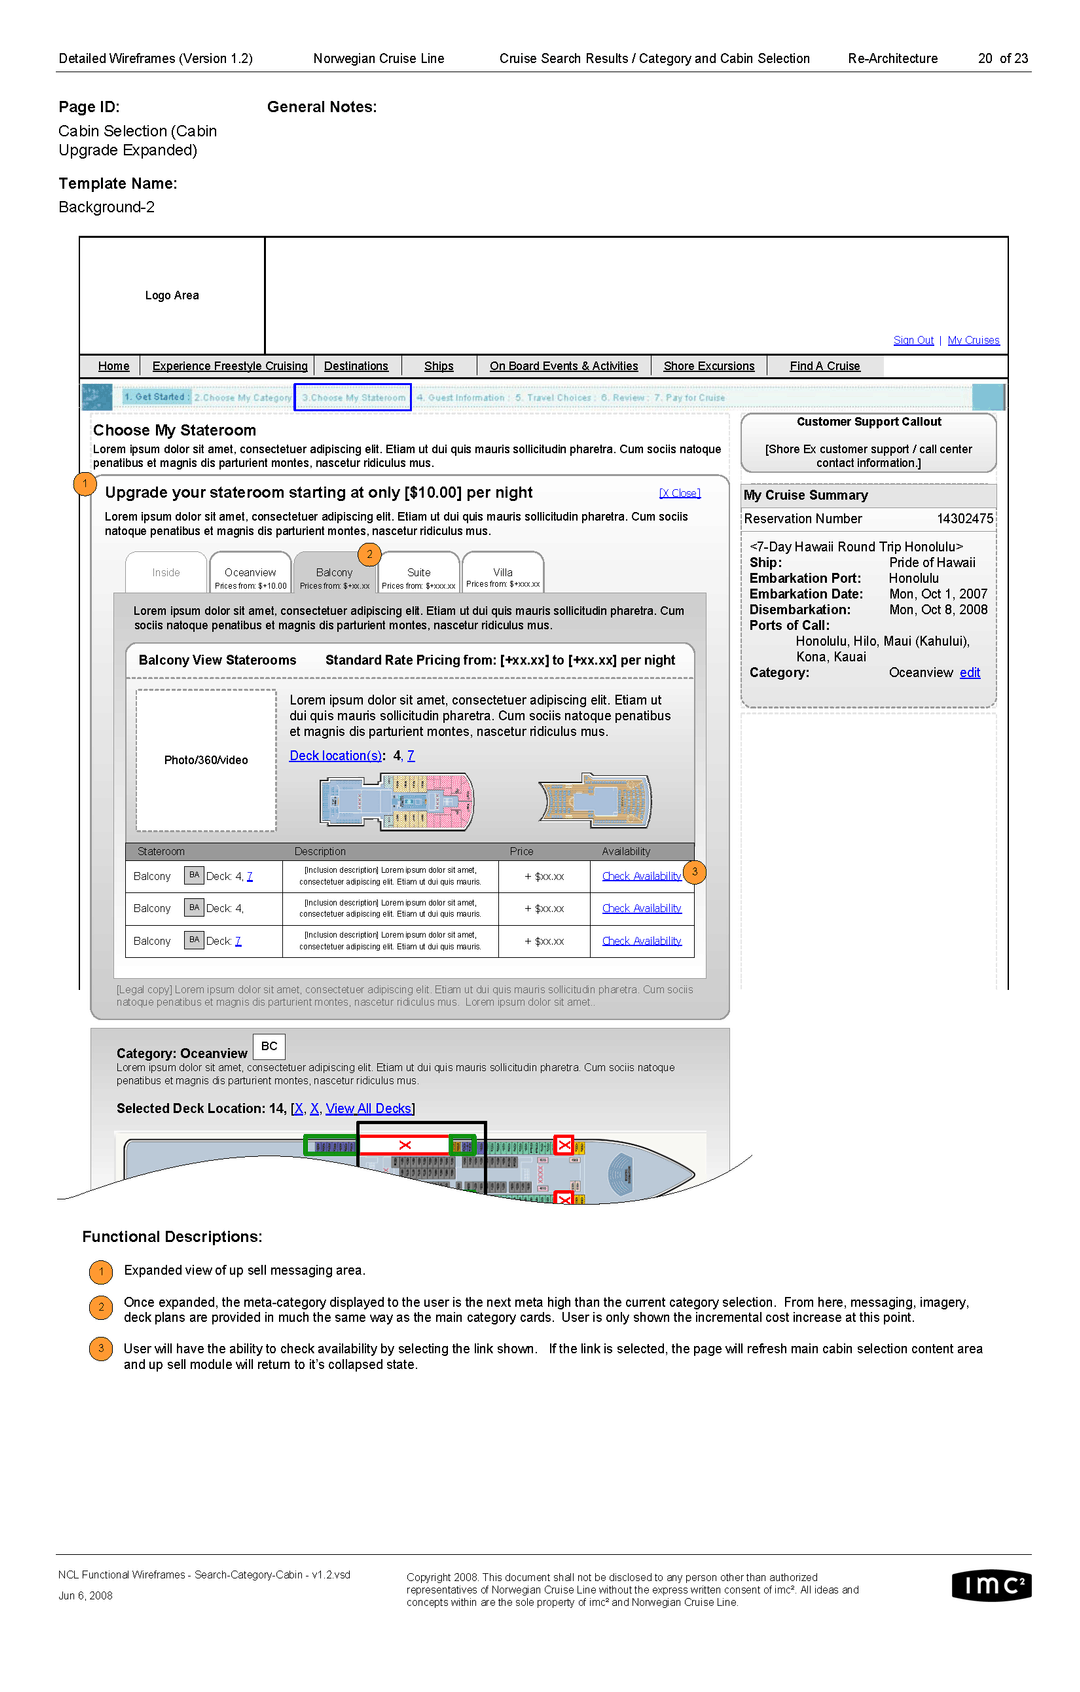 Detailed Wireframes (Version 1.2) Norwegian Cruise Line Cruise Search Results / Category and Cabin Selection Re-Architecture 20 of 23
Page ID: General Notes:
Cabin Selection (Cabin
Upgrade Expanded)
Template Name:
Background-2
Logo Area
Sign Out | My Cruises
Home Experience Freestyle Cruising Destinations Ships On Board Events & Activities Shore Excursions Find A Cruise
1. Get Started : 2.Choose My Category 3.Choose My Stateroom 4. Guest Information : 5. Travel Choices : 6. Review : 7. Pay for Cruise
Choose My Stateroom
Lorem ipsum dolor sit amet, consectetuer adipiscing elit. Etiam ut dui quis mauris sollicitudin pharetra. Cum sociis natoque
penatibus et magnis dis parturient montes, nascetur ridiculus mus.
1
Upgrade your stateroom starting at only [$10.00] per night [X Close]
Lorem ipsum dolor sit amet, consectetuer adipiscing elit. Etiam ut dui quis mauris sollicitudin pharetra. Cum sociis
natoque penatibus et magnis dis parturient montes, nascetur ridiculus mus.
2
Inside Oceanview Balcony Suite Villa
Prices from: $+10.00 Prices from: $+xx.xx Prices from: $+xxx.xx Prices from: $+xxx.xx
Lorem ipsum dolor sit amet, consectetuer adipiscing elit. Etiam ut dui quis mauris sollicitudin pharetra. Cum
sociis natoque penatibus et magnis dis parturient montes, nascetur ridiculus mus.
Balcony View Staterooms Standard Rate Pricing from: [+xx.xx] to [+xx.xx] per night
Photo/360/video
Lorem ipsum dolor sit amet, consectetuer adipiscing elit. Etiam ut
dui quis mauris sollicitudin pharetra. Cum sociis natoque penatibus
et magnis dis parturient montes, nascetur ridiculus mus.
Deck location(s): 4, 7
Stateroom Description Price Availability
3
Balcony BA Deck: 4, 7 [Inclusion description] Lorem ipsum dolor sit amet, + $xx.xx Check Availability
consectetuer adipiscing elit. Etiam ut dui quis mauris.
Balcony BA Deck: 4, [Inclusion description] Lorem ipsum dolor sit amet, + $xx.xx Check Availability
consectetuer adipiscing elit. Etiam ut dui quis mauris.
Balcony BA Deck: 7 [Inclusion description] Lorem ipsum dolor sit amet, + $xx.xx Check Availability
consectetuer adipiscing elit. Etiam ut dui quis mauris.
[Legal copy] Lorem ipsum dolor sit amet, consectetuer adipiscing elit. Etiam ut dui quis mauris sollicitudin pharetra. Cum sociis
natoque penatibus et magnis dis parturient montes, nascetur ridiculus mus. Lorem ipsum dolor sit amet..
Customer Support Callout
[Shore Ex customer support / call center
contact information.]
My Cruise Summary
Reservation Number 14302475
<7-Day Hawaii Round Trip Honolulu>
Ship: Pride of Hawaii
Embarkation Port: Honolulu
Embarkation Date: Mon, Oct 1, 2007
Disembarkation: Mon, Oct 8, 2008
Ports of Call:
Honolulu, Hilo, Maui (Kahului),
Kona, Kauai
Category: Oceanview edit
Category: Oceanview BC
Lorem ipsum dolor sit amet, consectetuer adipiscing elit. Etiam ut dui quis mauris sollicitudin pharetra. Cum sociis natoque
penatibus et magnis dis parturient montes, nascetur ridiculus mus.
Selected Deck Location: 14, [X, X, View All Decks]
Functional Descriptions:
1 Expanded view of up sell messaging area.
2 Once expanded, the meta-category displayed to the user is the next meta high than the current category selection. From here, messaging, imagery,
deck plans are provided in much the same way as the main category cards. User is only shown the incremental cost increase at this point.
3 User will have the ability to check availability by selecting the link shown. If the link is selected, the page will refresh main cabin selection content area
and up sell module will return to it's collapsed state.
NCL Functional Wireframes - Search-Category-Cabin - v1.2.vsd
Jun 6, 2008
Copyright 2008. This document shall not be disclosed to any person other than authorized
representatives of Norwegian Cruise Line without the express written consent of imc². All ideas and
concepts within are the sole property of imc² and Norwegian Cruise Line.
imc²